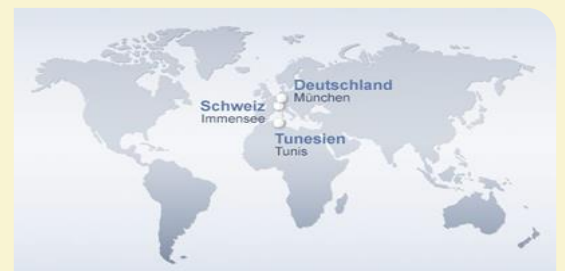 Deutschland
München
Schweiz
Immensee
Tunesien
Tunis